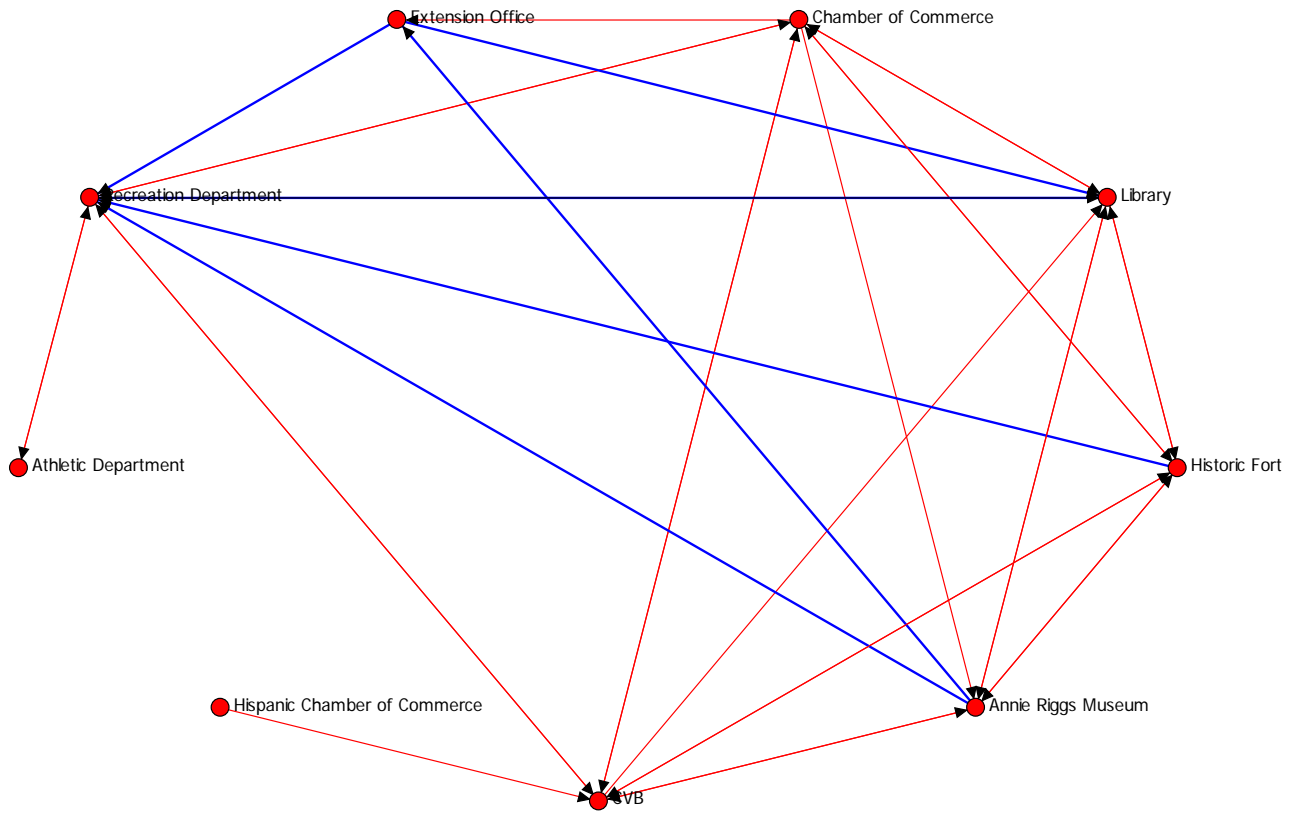 Extension Office
Chamber of Commerce
Recreation Department
Library
Athletic Department
Historic Fort
Hispanic Chamber of Commerce
Annie Riggs Museum
CVB